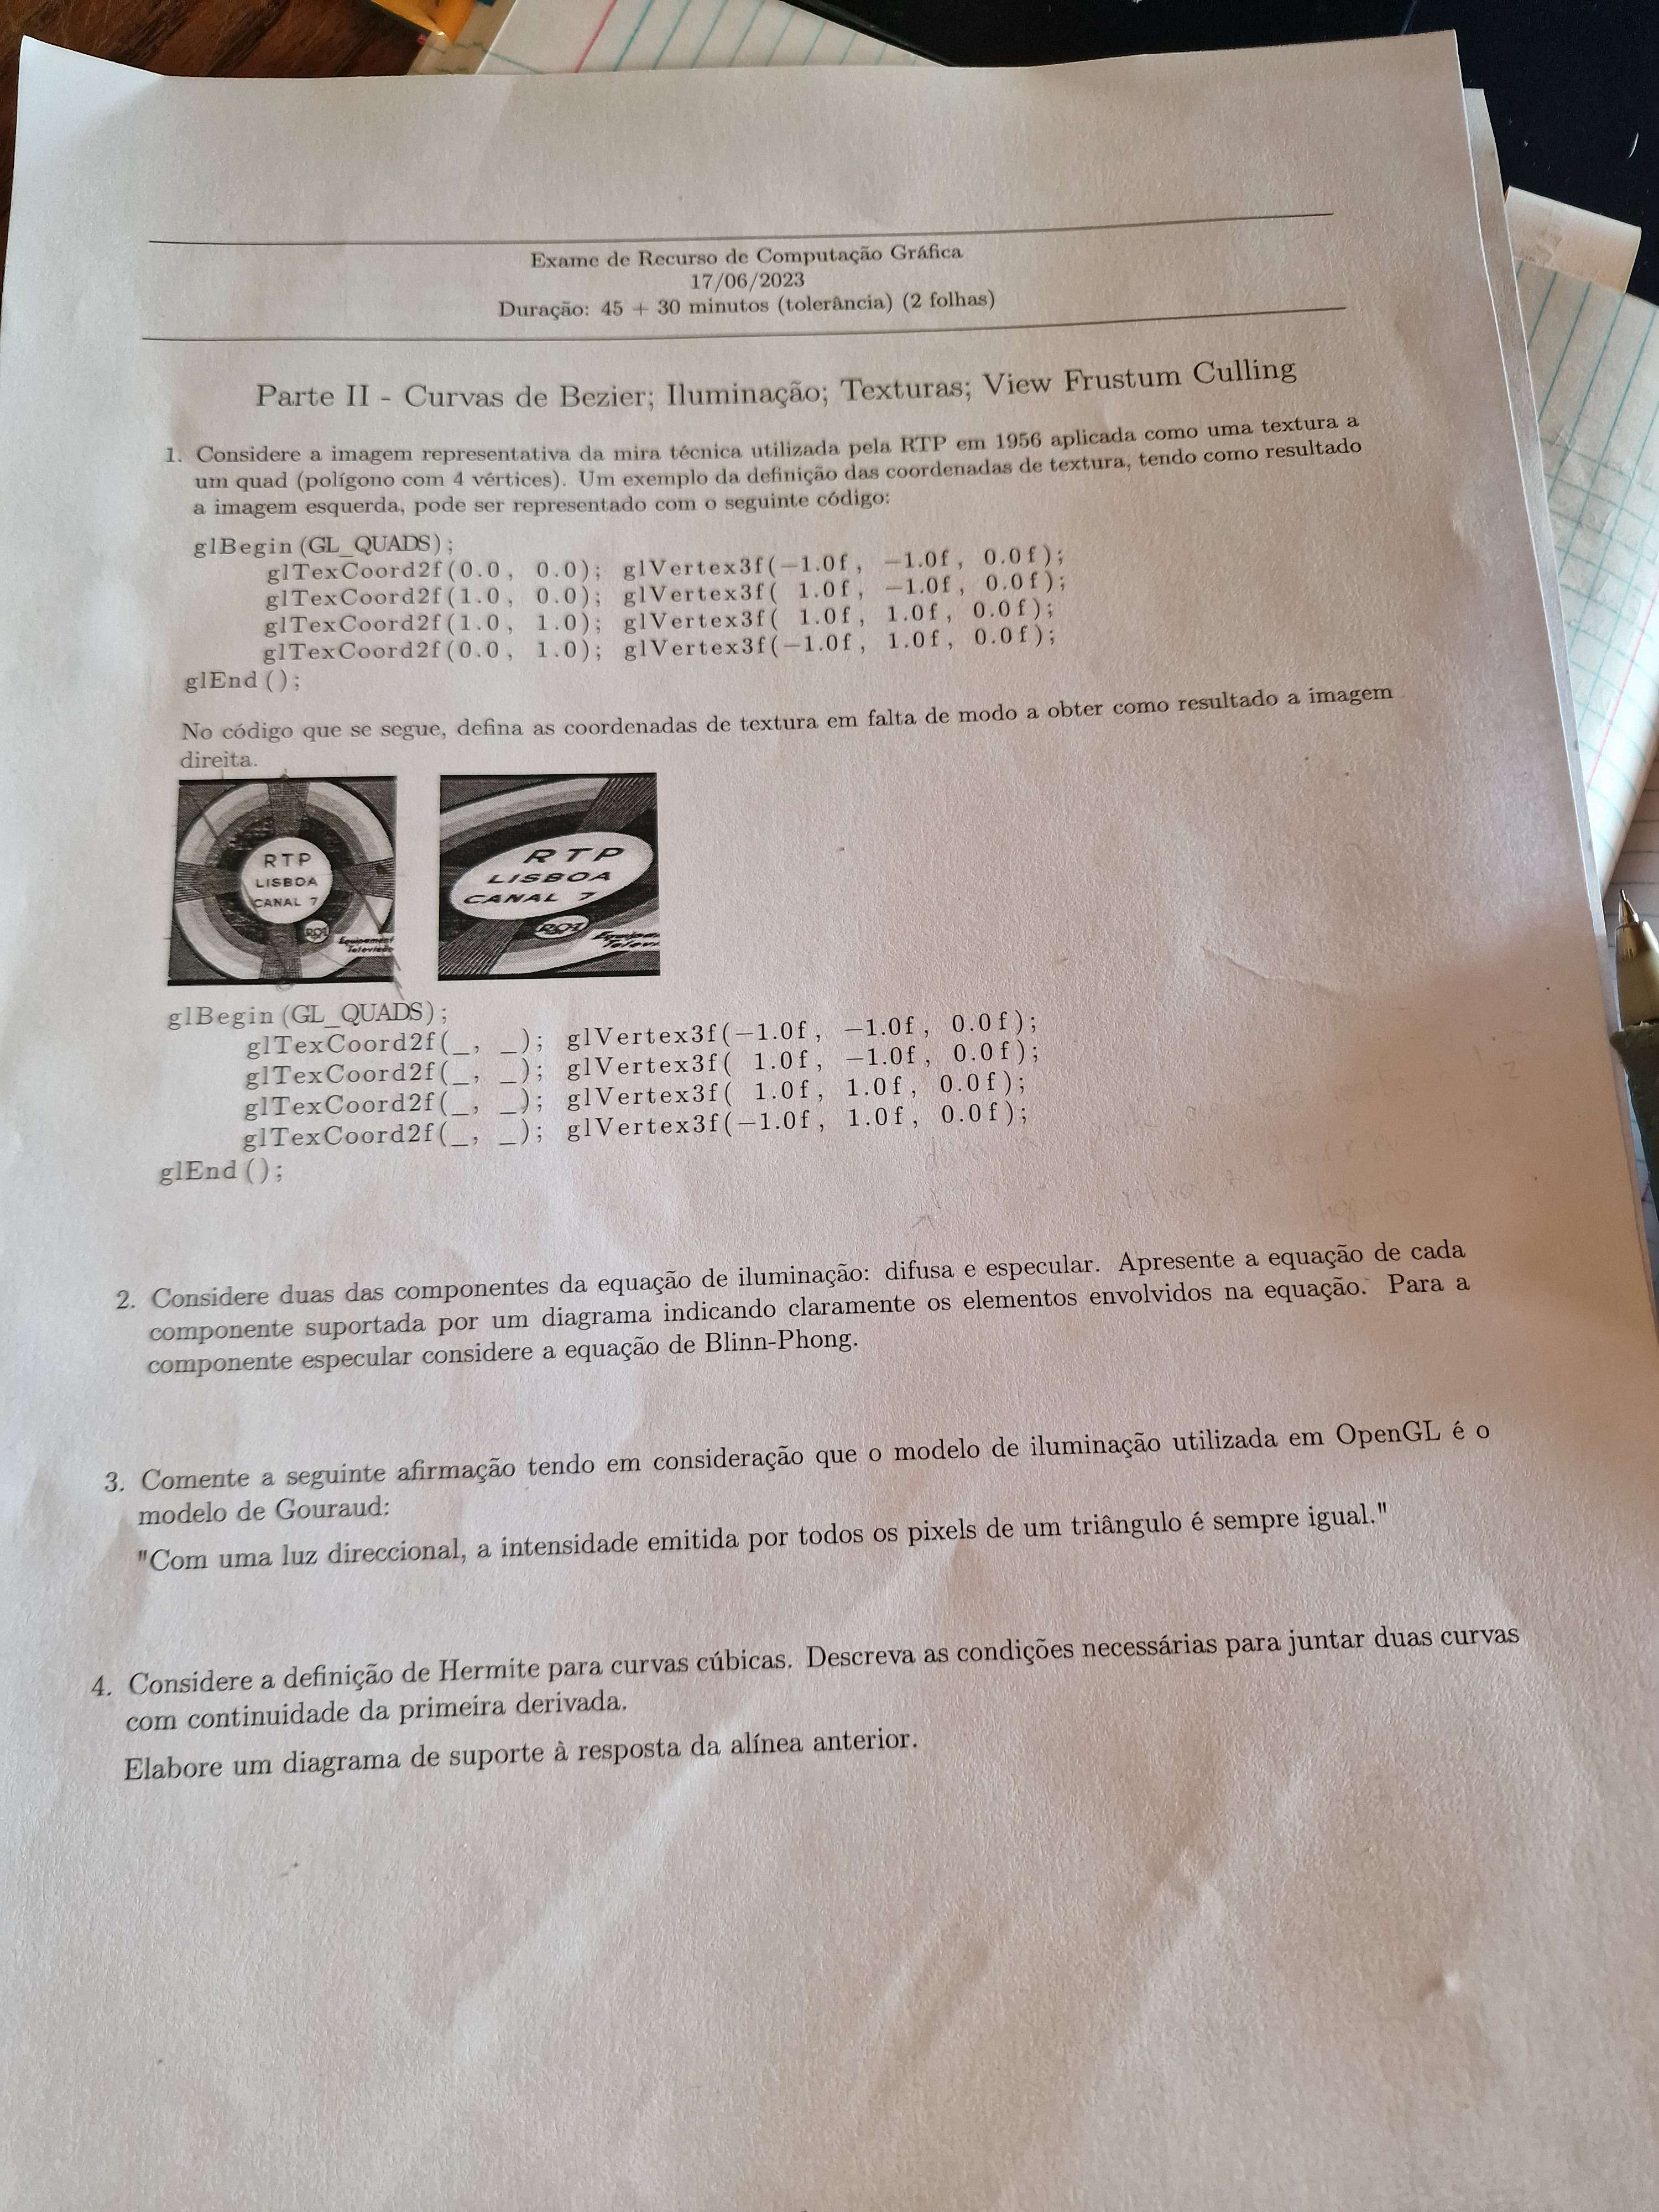 Exame de Recurso de Computação Gráfica
17/06/2023
Duração: 45 + 30 minutos (tolerância) (2 folhas)
Parte II - Curvas de Bezier; Iluminação; Texturas; View Frustum Culling
1. Considere a imagem representativa da mira técnica utilizada pela RTP em 1956 aplicada como uma textura a
um quad (polígono com 4 vértices). Um exemplo da definição das coordenadas de textura, tendo como resultado
a imagem esquerda, pode ser representado com o seguinte código:
glBegin(GL_QUADS);
glTexCoord2f(0.0, 0.0); glVertex3f(−1.0f, −1.0f, 0.0f);
glTexCoord2f(1.0, 0.0); glVertex3f( 1.0f, −1.0f, 0.0f);
glTexCoord2f(1.0, 1.0); glVertex3f( 1.0f, 1.0f, 0.0f);
glTexCoord2f(0.0, 1.0); glVertex3f(−1.0f, 1.0f, 0.0f);
glEnd();
No código que se segue, defina as coordenadas de textura em falta de modo a obter como resultado a imagem
direita.
RTP
LISBOA
CANAL 7
Equipament
Televisão
RTP
LISBOA
CANAL 7
glBegin(GL_QUADS);
glTexCoord2f(_, _); glVertex3f(−1.0f, −1.0f, 0.0f);
glTexCoord2f(_, _); glVertex3f( 1.0f, −1.0f, 0.0f);
glTexCoord2f(_, _); glVertex3f( 1.0f, 1.0f, 0.0f);
glTexCoord2f(_, _); glVertex3f(−1.0f, 1.0f, 0.0f);
glEnd();
2. Considere duas das componentes da equação de iluminação: difusa e especular. Apresente a equação de cada
componente suportada por um diagrama indicando claramente os elementos envolvidos na equação. Para a
componente especular considere a equação de Blinn-Phong.
3. Comente a seguinte afirmação tendo em consideração que o modelo de iluminação utilizada em OpenGL é o
modelo de Gouraud:
"Com uma luz direccional, a intensidade emitida por todos os pixels de um triângulo é sempre igual."
4. Considere a definição de Hermite para curvas cúbicas. Descreva as condições necessárias para juntar duas curvas
com continuidade da primeira derivada.
Elabore um diagrama de suporte à resposta da alínea anterior.